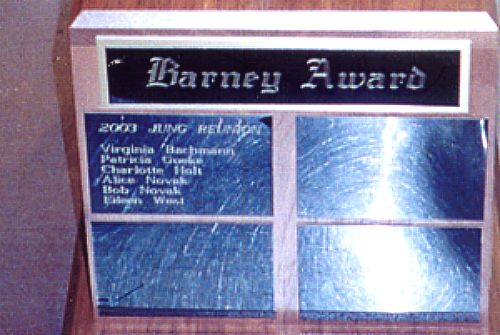 Barney Award
2003 JUNG REUNION
Virginia Bachmann
Patricia Goeke
Charlotte Holt
Alice Novak
Bob Novak
Eileen West